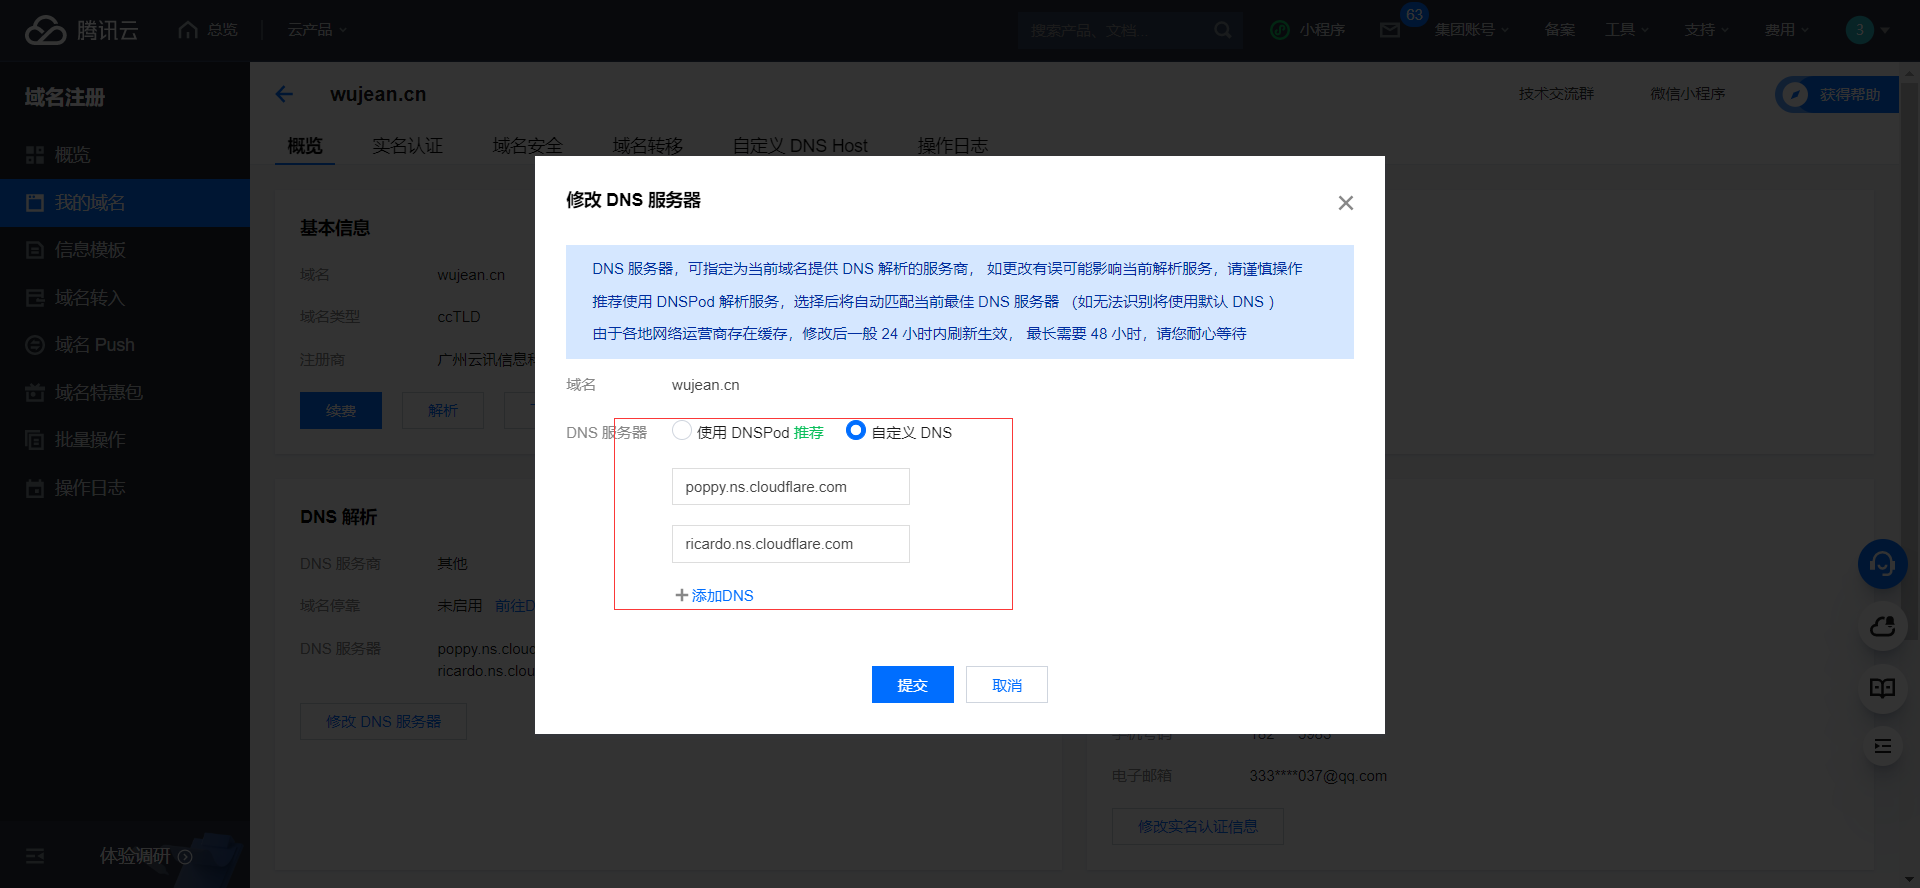 腾讯云 总览 云产品 搜索产品、文档... 小程序 63 集团账号 备案 工具 支持 费用 3
域名注册
概览
我的域名
信息模板
域名转入
域名 Push
域名特惠包
批量操作
操作日志
体验调研
wujean.cn
技术交流群 微信小程序 获得帮助
概览 实名认证 域名安全 域名转移 自定义 DNS Host 操作日志
基本信息
域名 wujean.cn
域名类型 ccTLD
注册商 广州云讯信息
续费 解析
DNS 解析
DNS 服务商 其他
域名停靠 未启用 前往D
DNS 服务器 poppy.ns.cloud
ricardo.ns.clou
修改 DNS 服务器
修改 DNS 服务器
DNS 服务器，可指定为当前域名提供 DNS 解析的服务商， 如更改有误可能影响当前解析服务，请谨慎操作
推荐使用 DNSPod 解析服务，选择后将自动匹配当前最佳 DNS 服务器 （如无法识别将使用默认 DNS ）
由于各地网络运营商存在缓存，修改后一般 24 小时内刷新生效， 最长需要 48 小时，请您耐心等待
域名 wujean.cn
DNS 服务器 使用 DNSPod 推荐 自定义 DNS
poppy.ns.cloudflare.com
ricardo.ns.cloudflare.com
添加DNS
提交 取消
电子邮箱 333****037@qq.com
修改实名认证信息